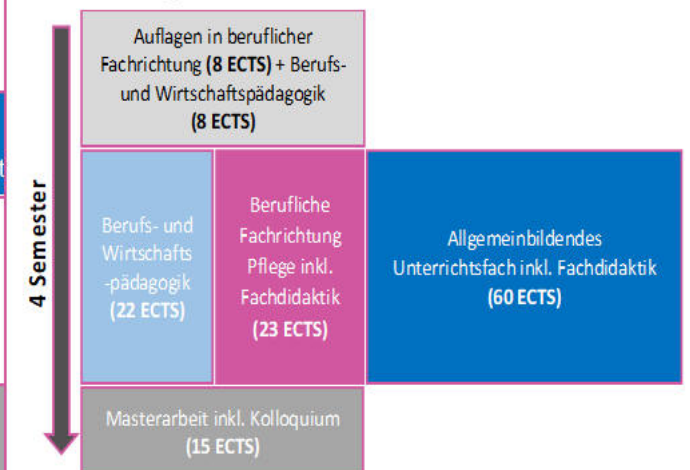 Auflagen in beruflicher
Fachrichtung (8 ECTS) + Berufs-
und Wirtschaftspädagogik
(8 ECTS)
4 Semester
Berufs- und
Wirtschafts
-pädagogik
(22 ECTS)
Berufliche
Fachrichtung
Pflege inkl.
Fachdidaktik
(23 ECTS)
Allgemeinbildendes
Unterrichtsfach inkl. Fachdidaktik
(60 ECTS)
Masterarbeit inkl. Kolloquium
(15 ECTS)